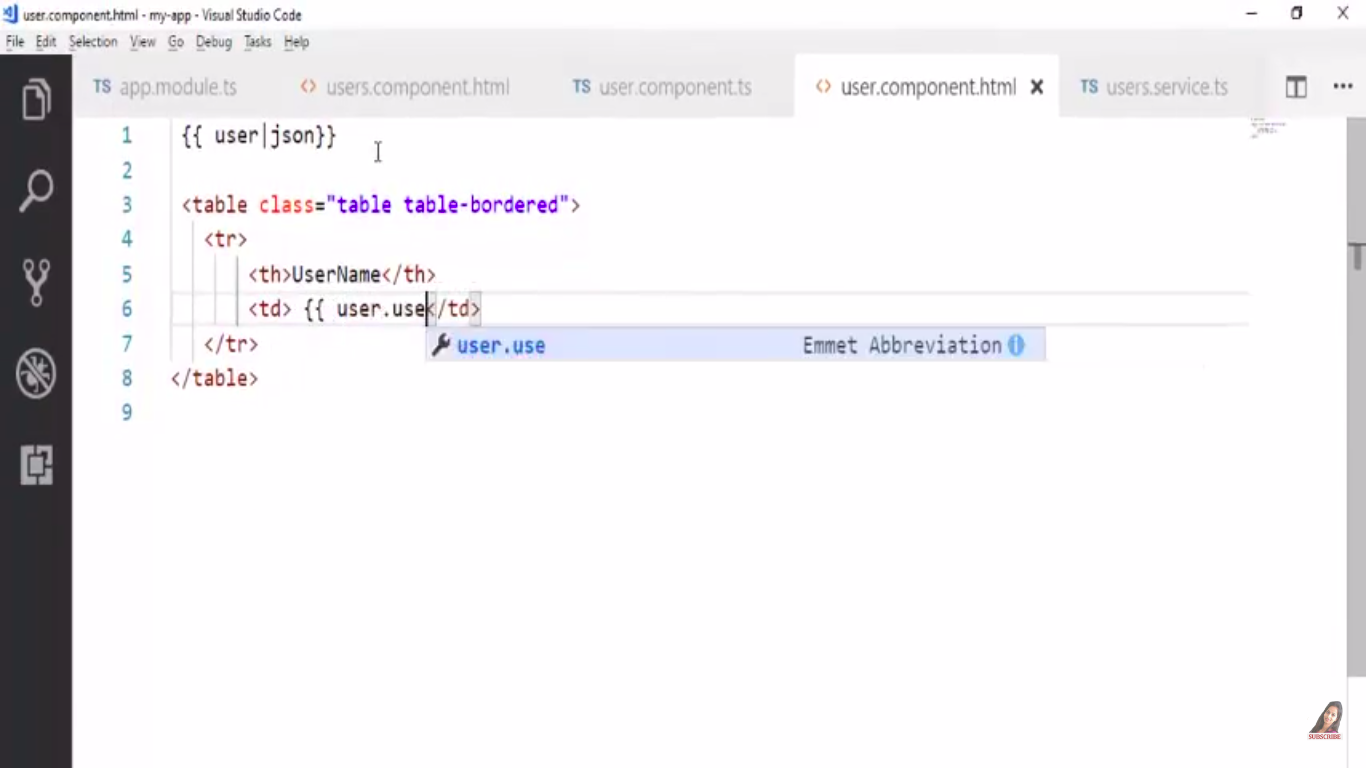 user.component.html - my-app - Visual Studio Code
File Edit Selection View Go Debug Tasks Help
TS app.module.ts <> users.component.html TS user.component.ts <> user.component.html TS users.service.ts
1 {{ user|json}}
2
3 <table class="table table-bordered">
4 <tr>
5 <th>UserName</th>
6 <td> {{ user.use</td>
user.use Emmet Abbreviation
7 </tr>
8 </table>
9
SUBSCRIBE